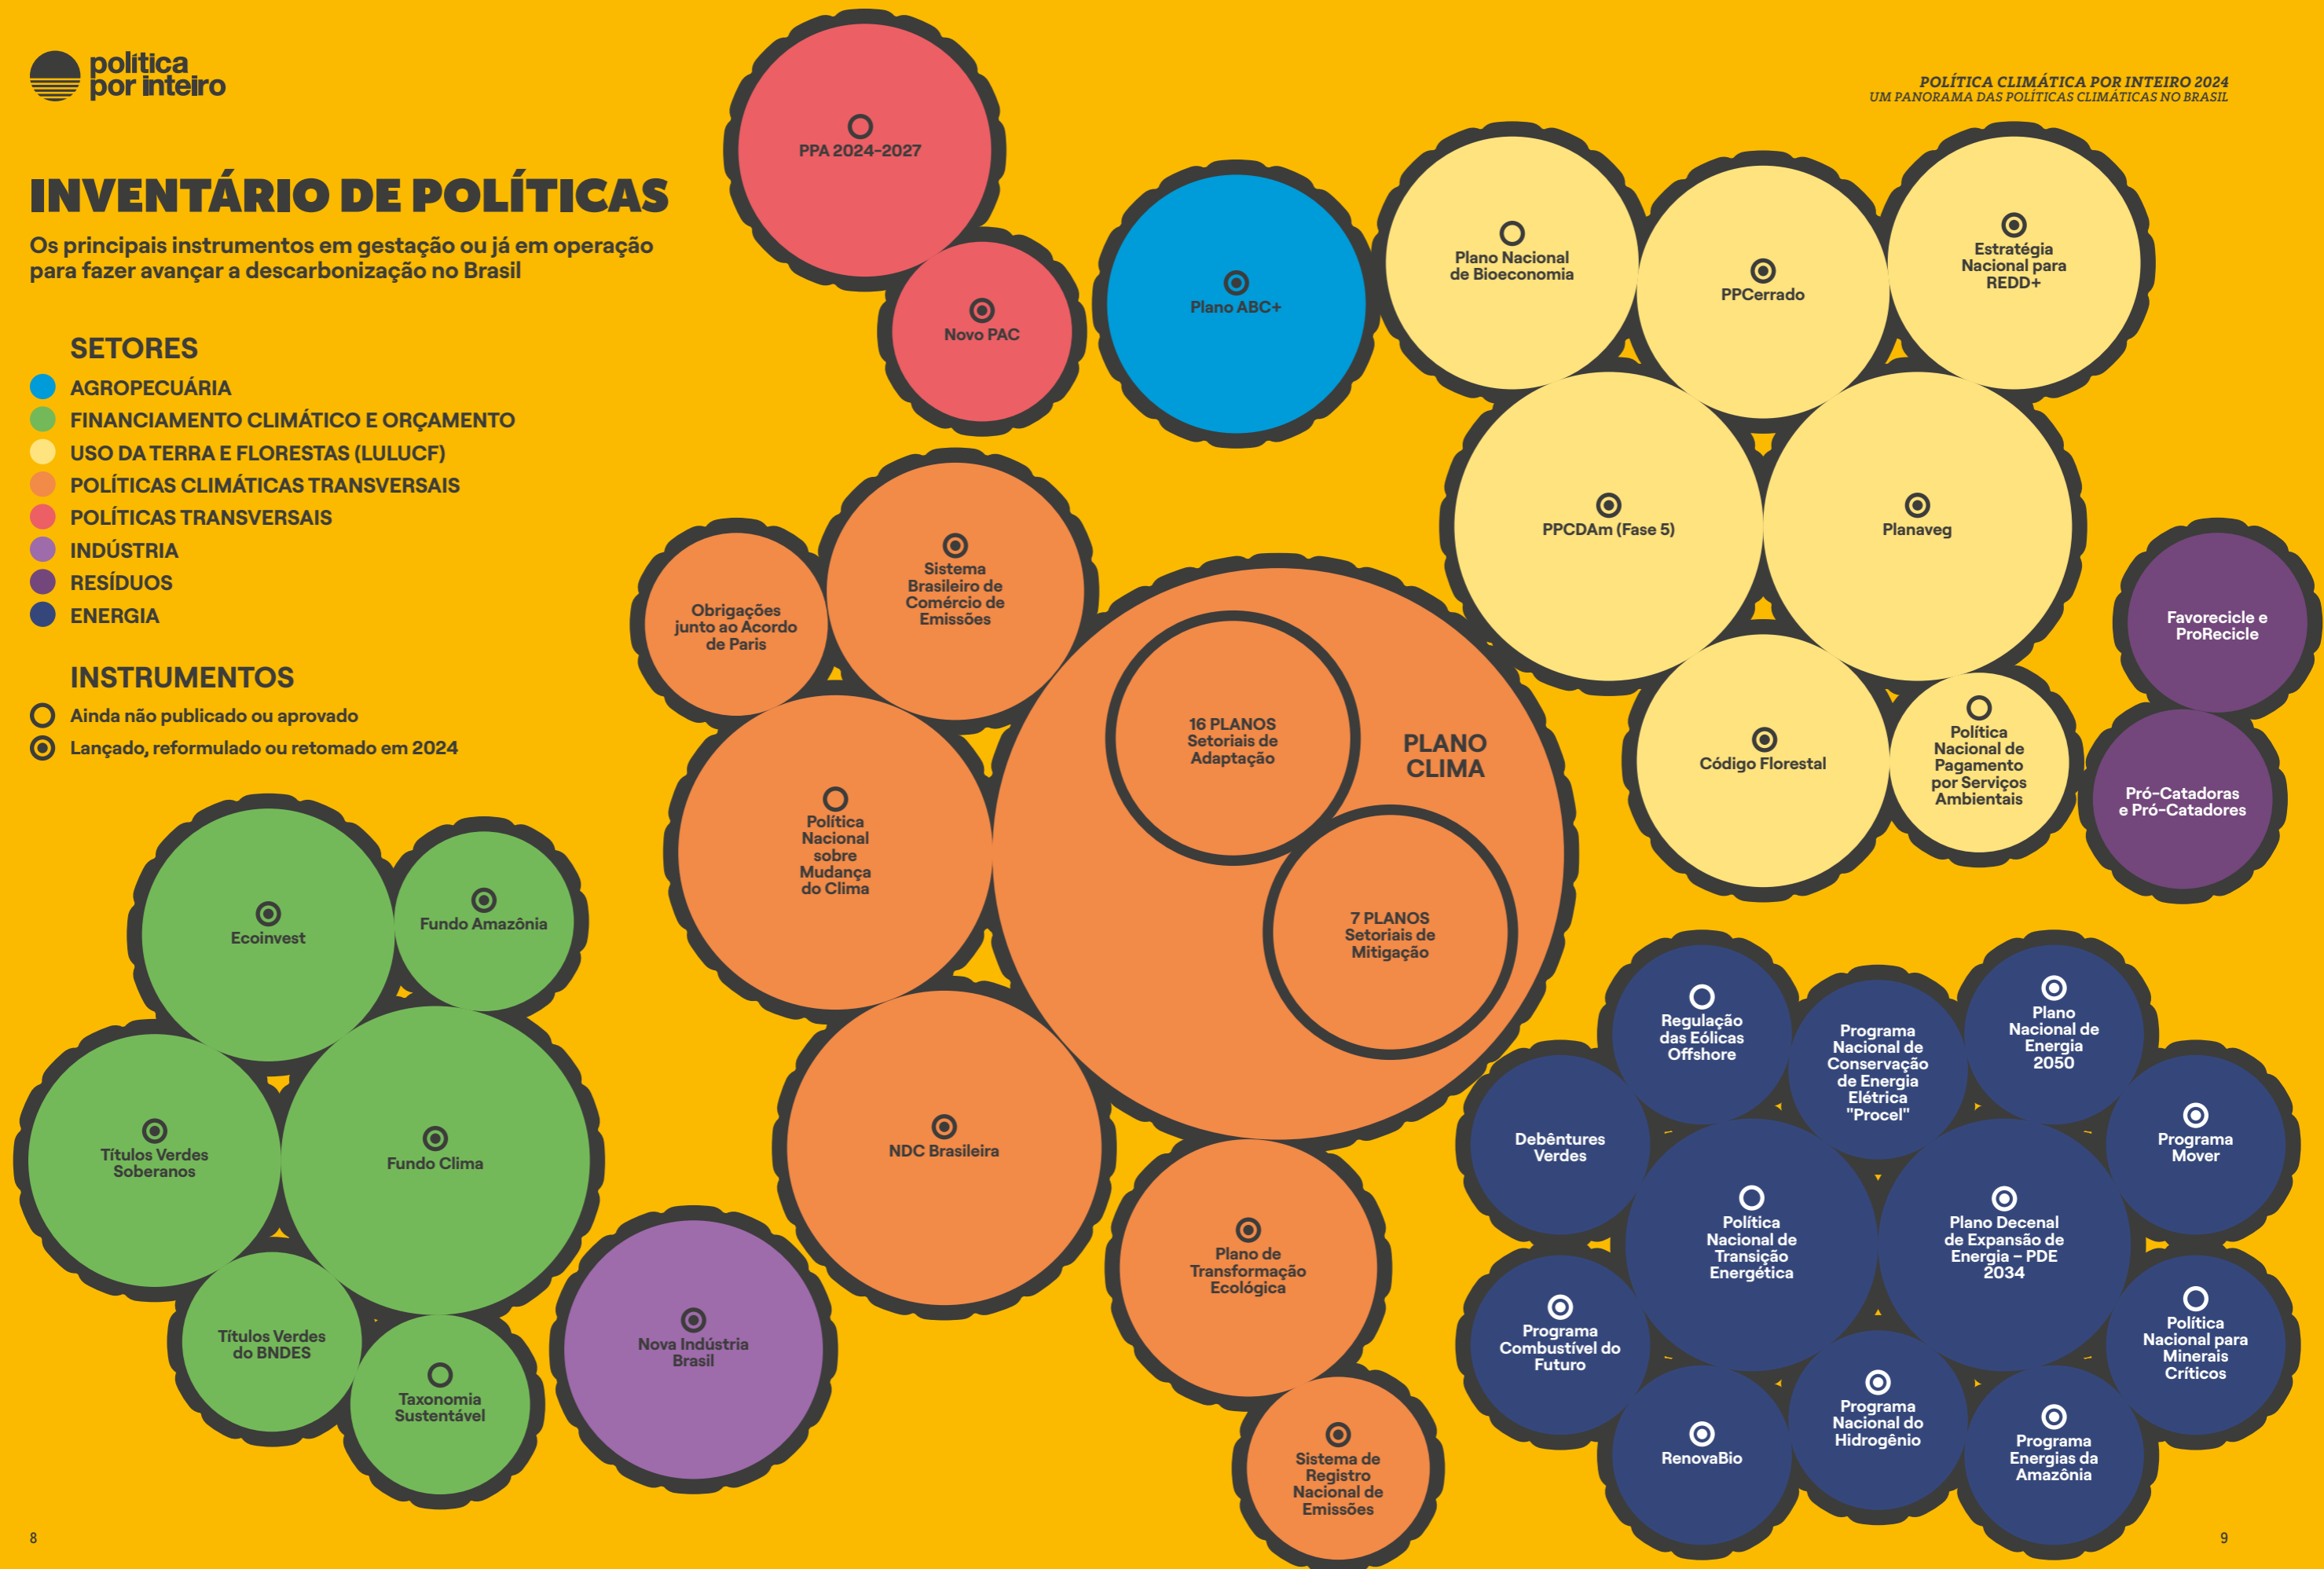 política
por inteiro
POLÍTICA CLIMÁTICA POR INTEIRO 2024
UM PANORAMA DAS POLÍTICAS CLIMÁTICAS NO BRASIL
INVENTÁRIO DE POLÍTICAS
Os principais instrumentos em gestação ou já em operação
para fazer avançar a descarbonização no Brasil
SETORES
AGROPECUÁRIA
FINANCIAMENTO CLIMÁTICO E ORÇAMENTO
USO DA TERRA E FLORESTAS (LULUCF)
POLÍTICAS CLIMÁTICAS TRANSVERSAIS
POLÍTICAS TRANSVERSAIS
INDÚSTRIA
RESÍDUOS
ENERGIA
INSTRUMENTOS
Ainda não publicado ou aprovado
Lançado, reformulado ou retomado em 2024
PPA 2024-2027
Novo PAC
Plano ABC+
Plano Nacional
de Bioeconomia
PPCerrado
Estratégia
Nacional para
REDD+
PPCDAm (Fase 5)
Planaveg
Código Florestal
Política
Nacional de
Pagamento
por Serviços
Ambientais
Favorecicle e
ProRecicle
Pró-Catadoras
e Pró-Catadores
Obrigações
junto ao Acordo
de Paris
Sistema
Brasileiro de
Comércio de
Emissões
Política
Nacional
sobre
Mudança
do Clima
PLANO
CLIMA
16 PLANOS
Setoriais de
Adaptação
7 PLANOS
Setoriais de
Mitigação
NDC Brasileira
Plano de
Transformação
Ecológica
Sistema de
Registro
Nacional de
Emissões
Ecoinvest
Fundo Amazônia
Títulos Verdes
Soberanos
Fundo Clima
Títulos Verdes
do BNDES
Taxonomia
Sustentável
Nova Indústria
Brasil
Regulação
das Eólicas
Offshore
Programa
Nacional de
Conservação
de Energia
Elétrica
"Procel"
Plano
Nacional de
Energia
2050
Debêntures
Verdes
Programa
Mover
Política
Nacional de
Transição
Energética
Plano Decenal
de Expansão de
Energia – PDE
2034
Programa
Combustível do
Futuro
Política
Nacional para
Minerais
Críticos
RenovaBio
Programa
Nacional do
Hidrogênio
Programa
Energias da
Amazônia
8
9